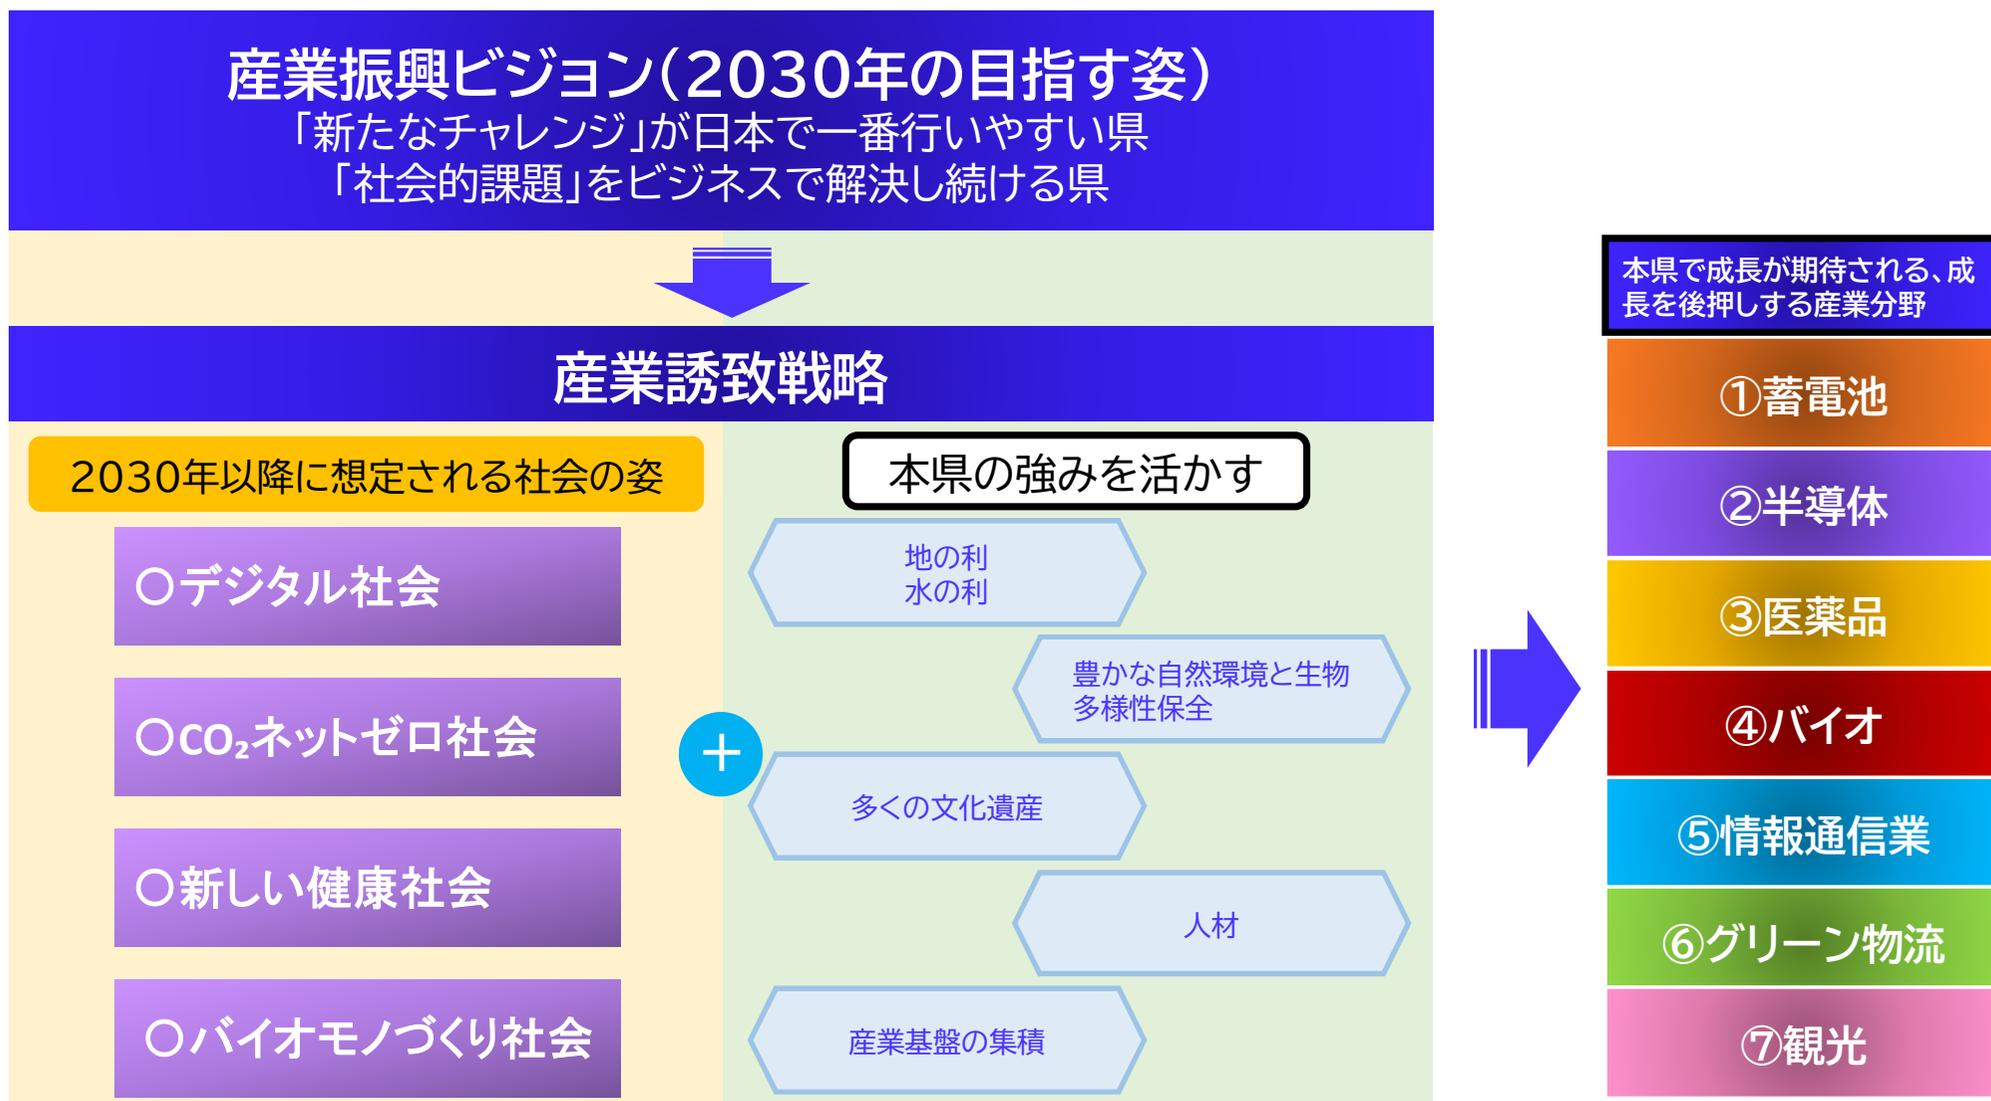 産業振興ビジョン(2030年の目指す姿)
「新たなチャレンジ」が日本で一番行いやすい県
「社会的課題」をビジネスで解決し続ける県
産業誘致戦略
2030年以降に想定される社会の姿
〇デジタル社会
〇CO₂ネットゼロ社会
〇新しい健康社会
〇バイオモノづくり社会
+
本県の強みを活かす
地の利
水の利
豊かな自然環境と生物
多様性保全
多くの文化遺産
人材
産業基盤の集積
本県で成長が期待される、成
長を後押しする産業分野
①蓄電池
②半導体
③医薬品
④バイオ
⑤情報通信業
⑥グリーン物流
⑦観光